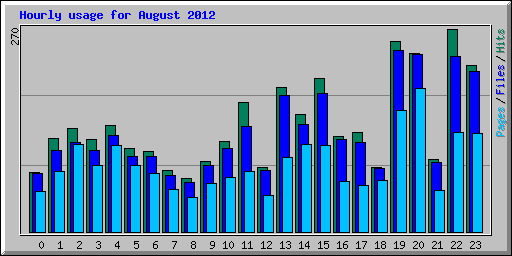 Hourly usage for August 2012
270
Pages / Files / Hits
0 1 2 3 4 5 6 7 8 9 10 11 12 13 14 15 16 17 18 19 20 21 22 23